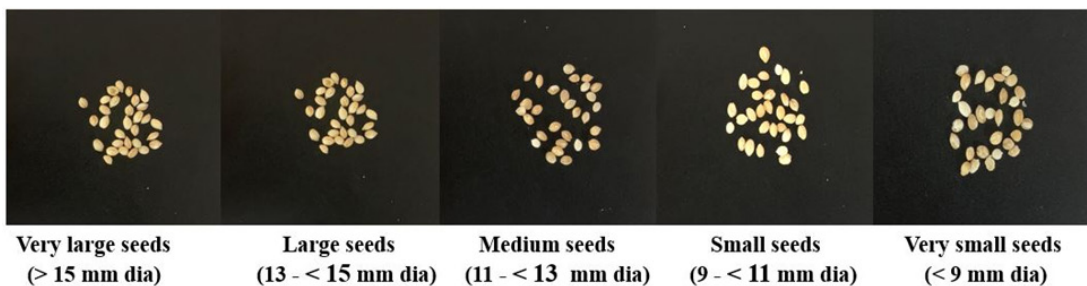 Very large seeds
(> 15 mm dia)
Large seeds
(13 - < 15 mm dia)
Medium seeds
(11 - < 13 mm dia)
Small seeds
(9 - < 11 mm dia)
Very small seeds
(< 9 mm dia)